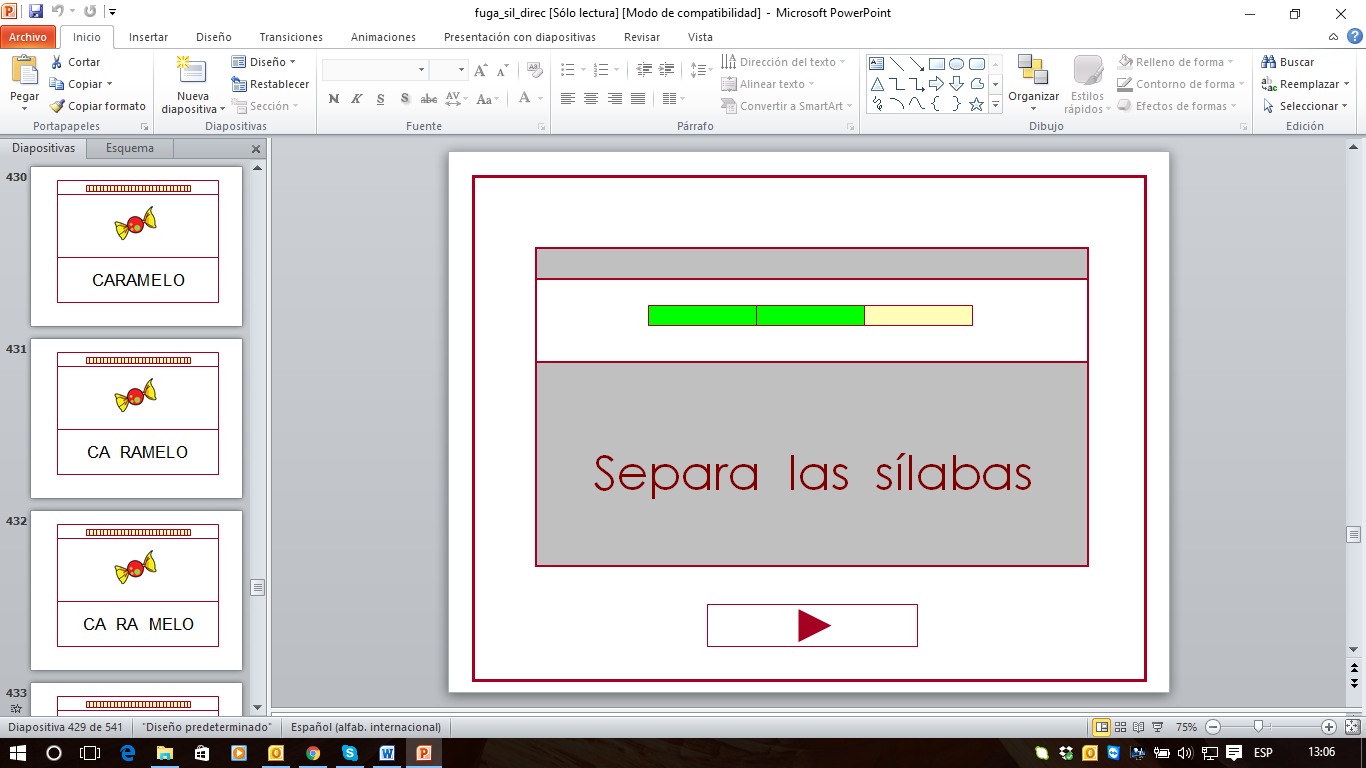 fuga_sil_direc [Sólo lectura] [Modo de compatibilidad] - Microsoft PowerPoint
Archivo Inicio Insertar Diseño Transiciones Animaciones Presentación con diapositivas Revisar Vista
Pegar
Cortar
Copiar
Copiar formato
Portapapeles
Nueva diapositiva
Diseño
Restablecer
Sección
Diapositivas
N K S S abc AV Aa A
Fuente
Dirección del texto
Alinear texto
Convertir a SmartArt
Párrafo
Organizar
Estilos rápidos
Relleno de forma
Contorno de forma
Efectos de formas
Dibujo
Buscar
Reemplazar
Seleccionar
Edición
Diapositivas Esquema
430
CARAMELO
431
CA RAMELO
432
CA RA MELO
433
Separa las sílabas
Diapositiva 429 de 541 "Diseño predeterminado" Español (alfab. internacional) 75%
ESP 13:06